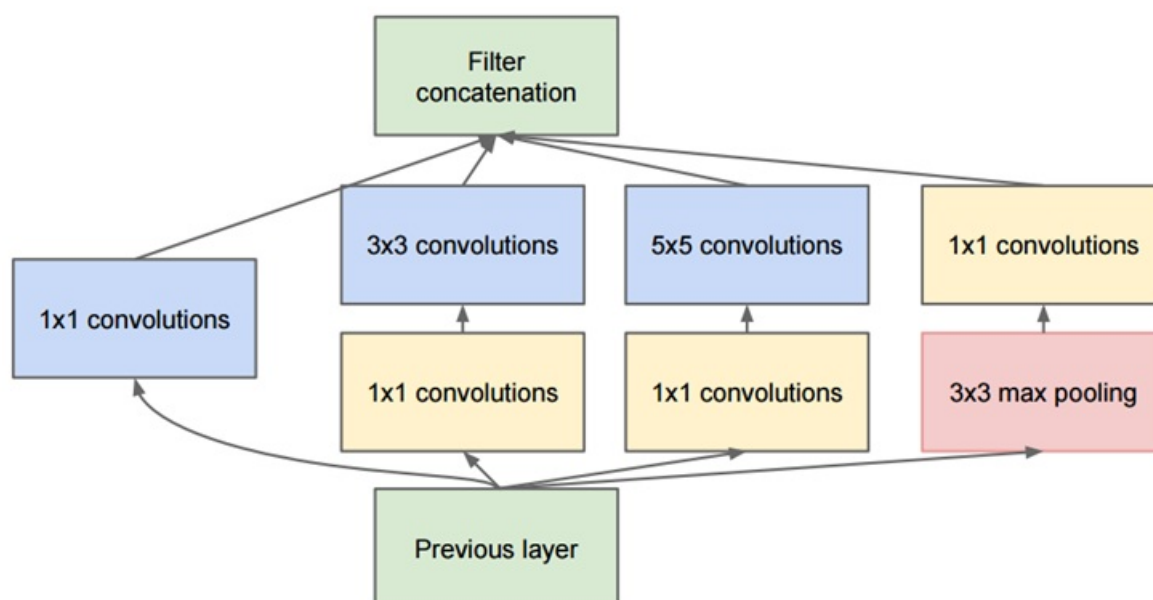 Filter
concatenation
3x3 convolutions
5x5 convolutions
1x1 convolutions
1x1 convolutions
1x1 convolutions
1x1 convolutions
3x3 max pooling
Previous layer